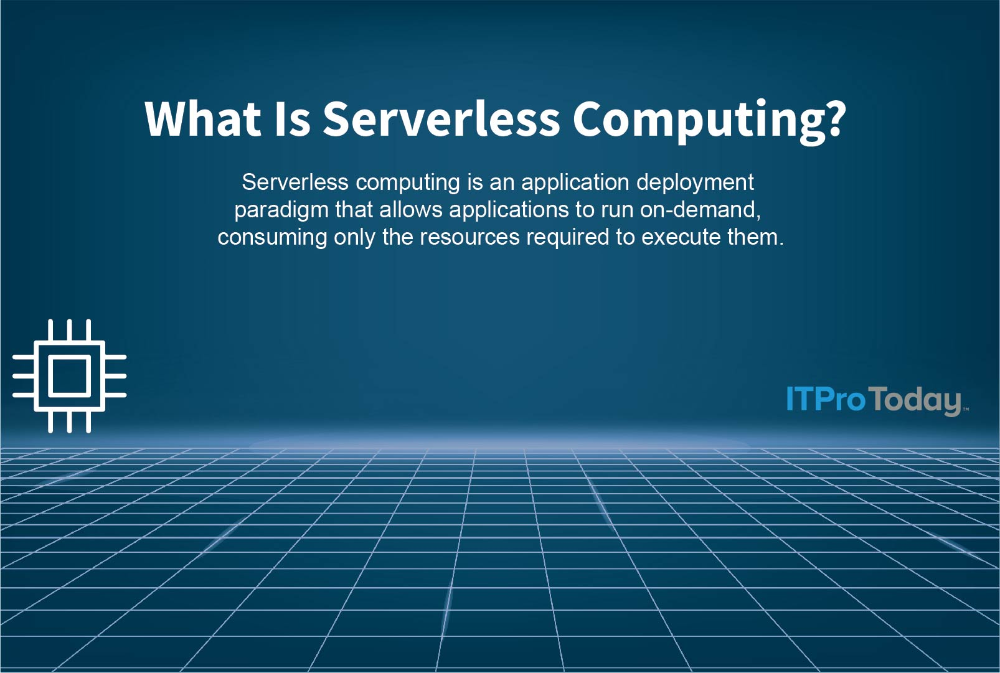 What Is Serverless Computing?
Serverless computing is an application deployment
paradigm that allows applications to run on-demand,
consuming only the resources required to execute them.
ITPro Today™